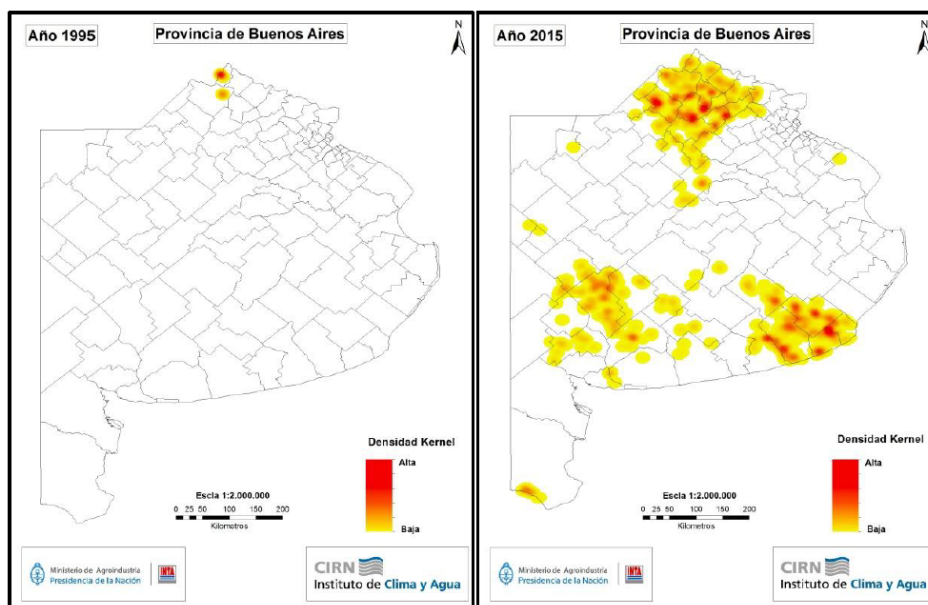 Año 1995
Provincia de Buenos Aires
N
Densidad Kernel
Alta
Baja
Escla 1:2.000.000
0 25 50 100 150 200
Kilometros
Ministerio de Agroindustria
Presidencia de la Nación
INTA
CIRN
Instituto de Clima y Agua
Año 2015
Provincia de Buenos Aires
N
Densidad Kernel
Alta
Baja
Escla 1:2.000.000
0 25 50 100 150 200
Kilometros
Ministerio de Agroindustria
Presidencia de la Nación
INTA
CIRN
Instituto de Clima y Agua